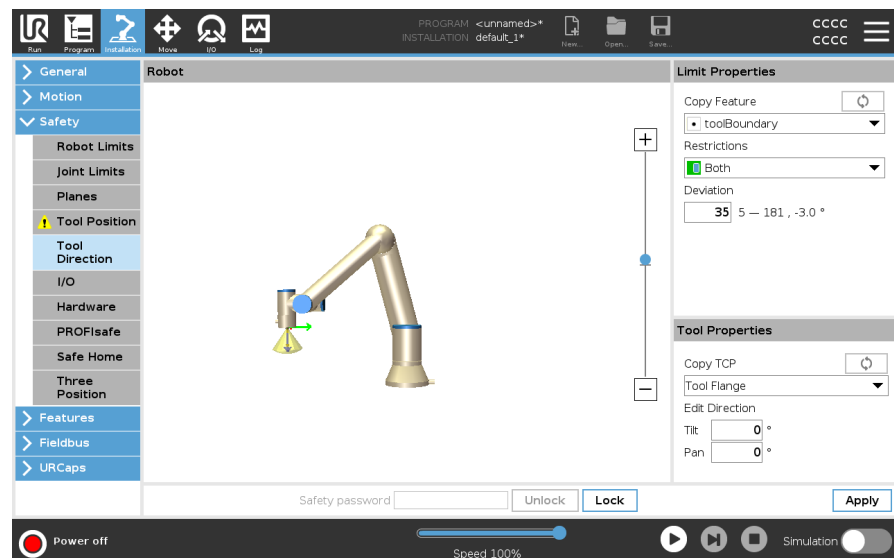 PROGRAM <unnamed>*
INSTALLATION default_1*
Run
Program
Installation
Move
I/O
Log
New...
Open...
Save...
cccc
cccc
General
Motion
Safety
Robot Limits
Joint Limits
Planes
Tool Position
Tool
Direction
I/O
Hardware
PROFIsafe
Safe Home
Three
Position
Features
Fieldbus
URCaps
Robot
Limit Properties
Copy Feature
toolBoundary
Restrictions
Both
Deviation
35 5 — 181 , -3.0 °
Tool Properties
Copy TCP
Tool Flange
Edit Direction
Tilt 0 °
Pan 0 °
Safety password Unlock Lock Apply
Power off
Speed 100%
Simulation